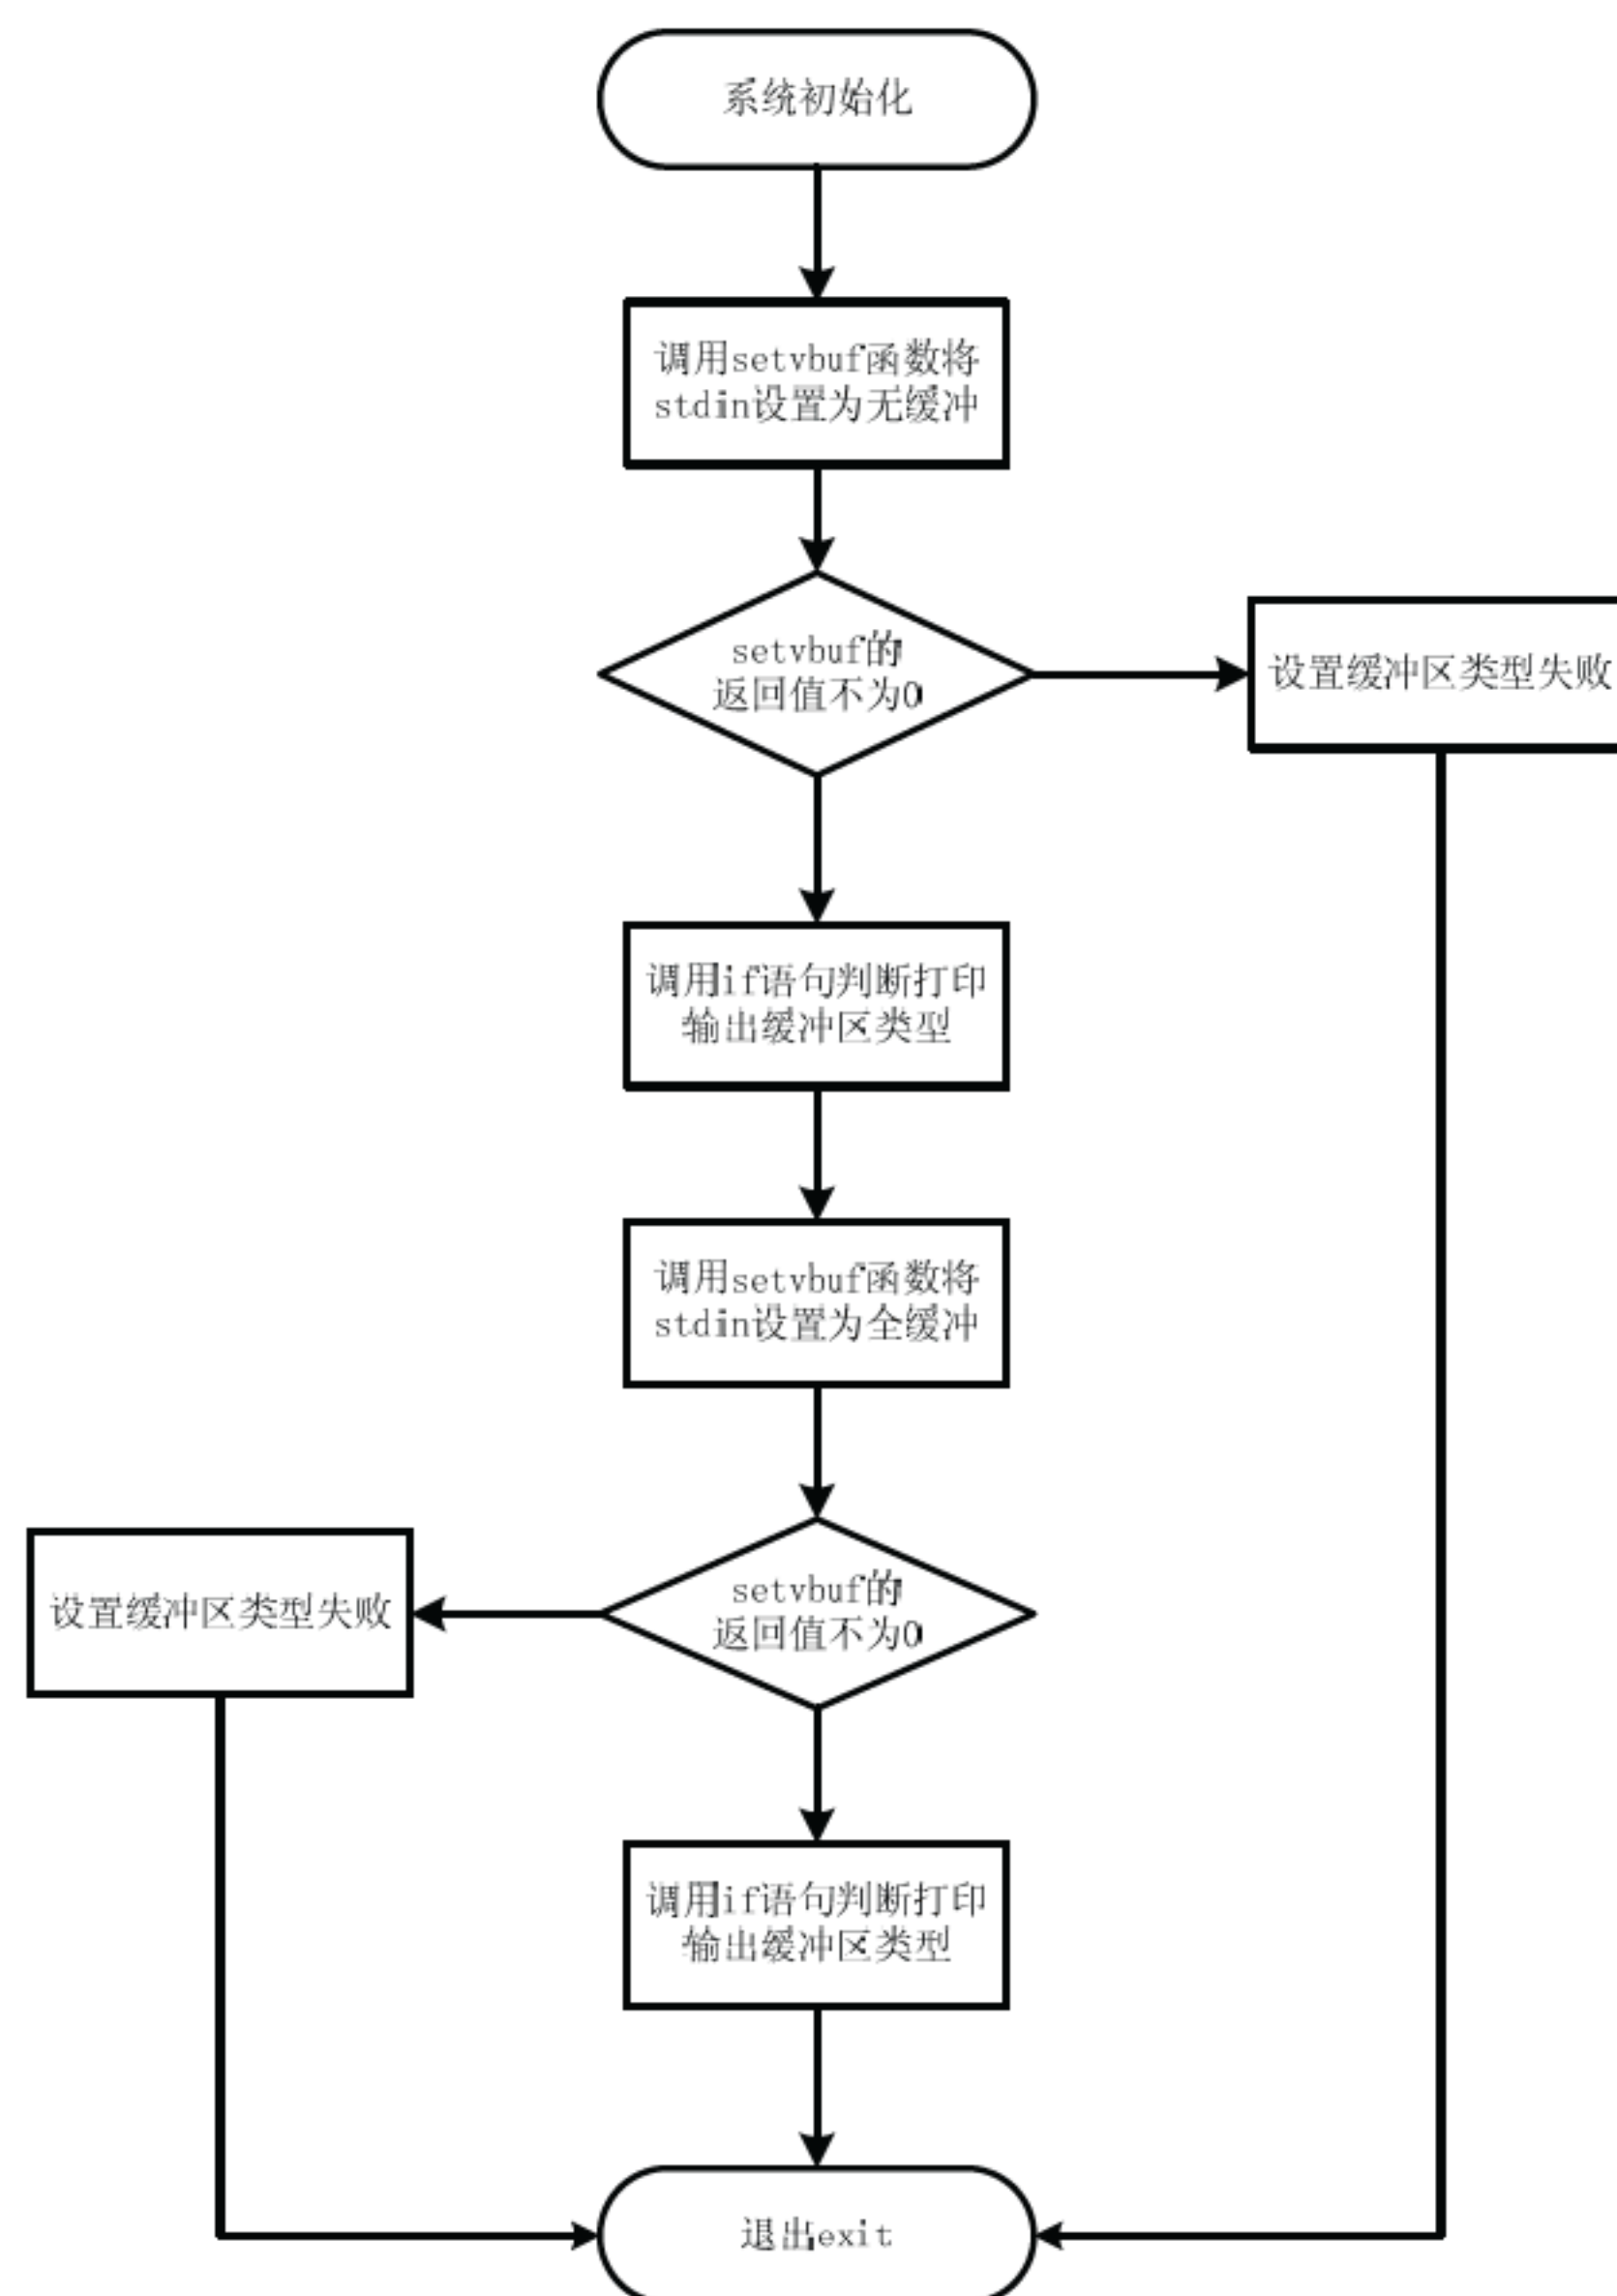 系统初始化
调用setvbuf函数将
stdin设置为无缓冲
setvbuf的
返回值不为0
设置缓冲区类型失败
调用if语句判断打印
输出缓冲区类型
调用setvbuf函数将
stdin设置为全缓冲
setvbuf的
返回值不为0
设置缓冲区类型失败
调用if语句判断打印
输出缓冲区类型
退出exit